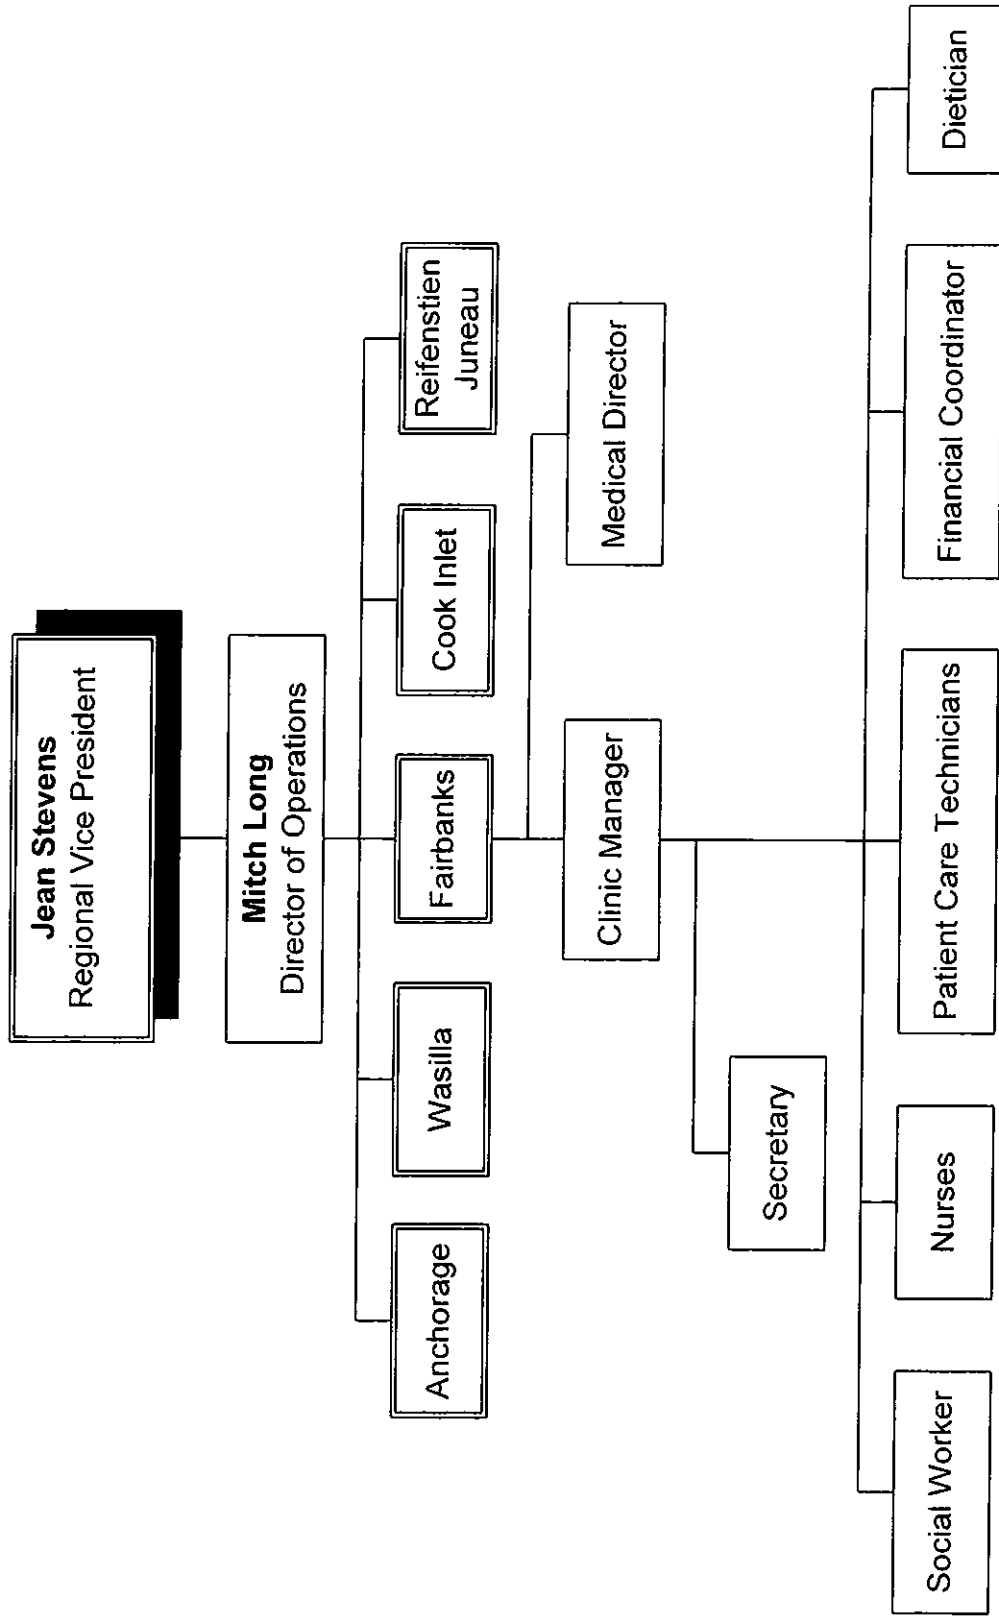 Jean Stevens
Regional Vice President
Mitch Long
Director of Operations
Anchorage
Wasilla
Fairbanks
Cook Inlet
Reifenstien
Juneau
Clinic Manager
Medical Director
Secretary
Social Worker
Nurses
Patient Care Technicians
Financial Coordinator
Dietician